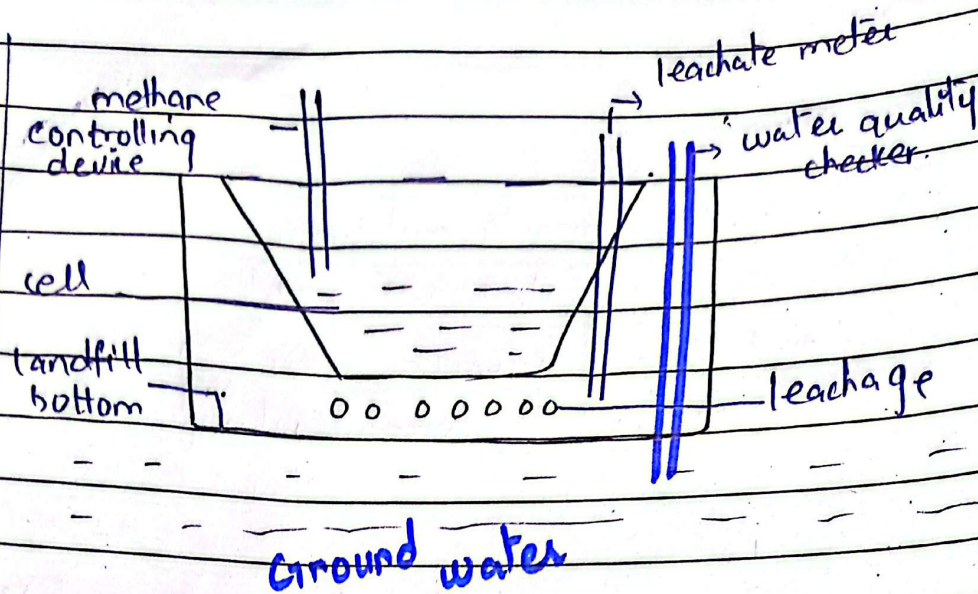 leachate meter
methane
controlling
device
water quality
checker.
cell
landfill
bottom
leachage
Ground water